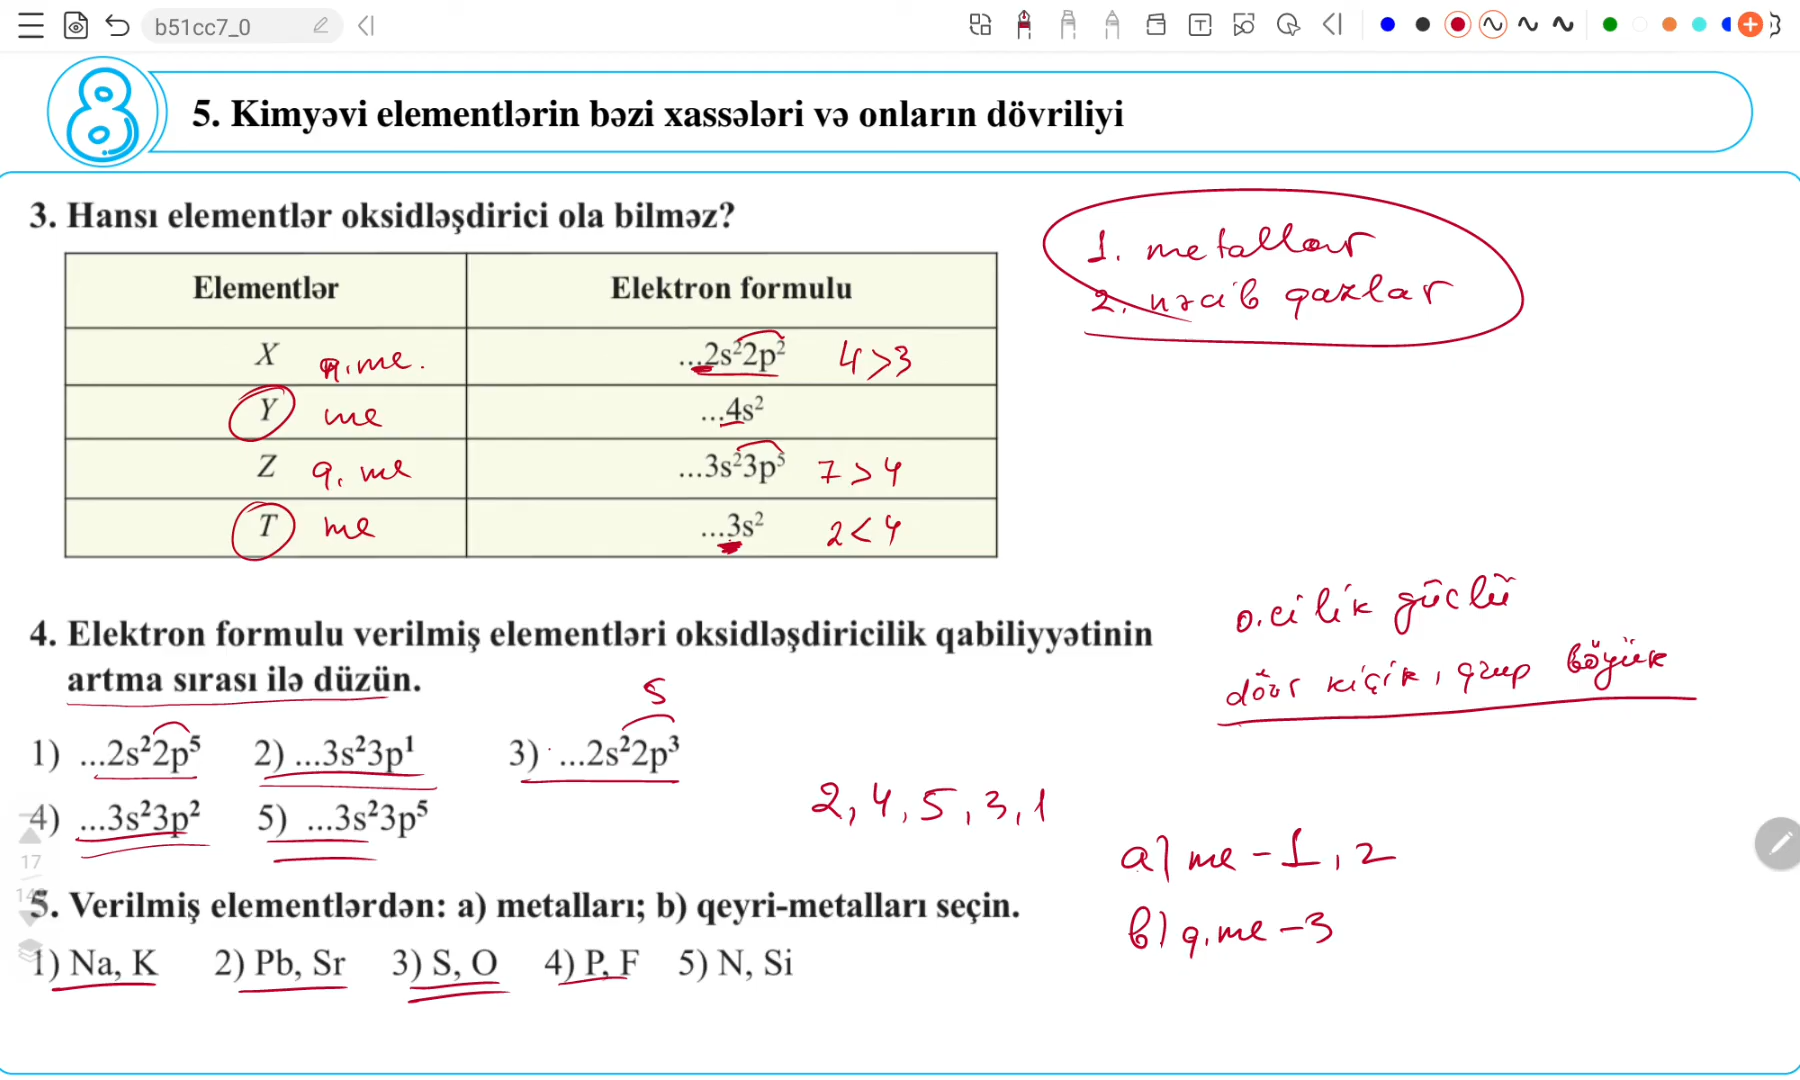 b51cc7_0
8 5. Kimyəvi elementlərin bəzi xassələri və onların dövriliyi
3. Hansı elementlər oksidləşdirici ola bilməz?
1. metallar
2. nəcib qazlar
Elementlər Elektron formulu
X q.me. ...2s²2p² 4>3
Y me ...4s²
Z q.me ...3s²3p⁵ 7>4
T me ...3s² 2<4
o.cilik güclü
dövr kiçik, qrup böyük
4. Elektron formulu verilmiş elementləri oksidləşdiricilik qabiliyyətinin
artma sırası ilə düzün.
5
1) ...2s²2p⁵ 2) ...3s²3p¹ 3) ...2s²2p³
4) ...3s²3p² 5) ...3s²3p⁵
2, 4, 5, 3, 1
a) me - 1, 2
b) q.me - 3
17
5. Verilmiş elementlərdən: a) metalları; b) qeyri-metalları seçin.
1) Na, K 2) Pb, Sr 3) S, O 4) P, F 5) N, Si